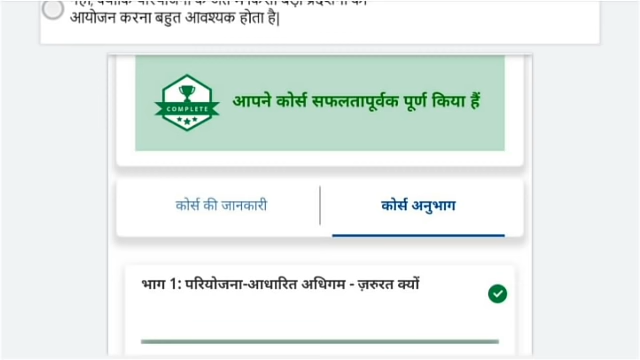 आयोजन करना बहुत आवश्यक होता है|
COMPLETE
आपने कोर्स सफलतापूर्वक पूर्ण किया हैं
कोर्स की जानकारी
कोर्स अनुभाग
भाग 1: परियोजना-आधारित अधिगम - ज़रुरत क्यों